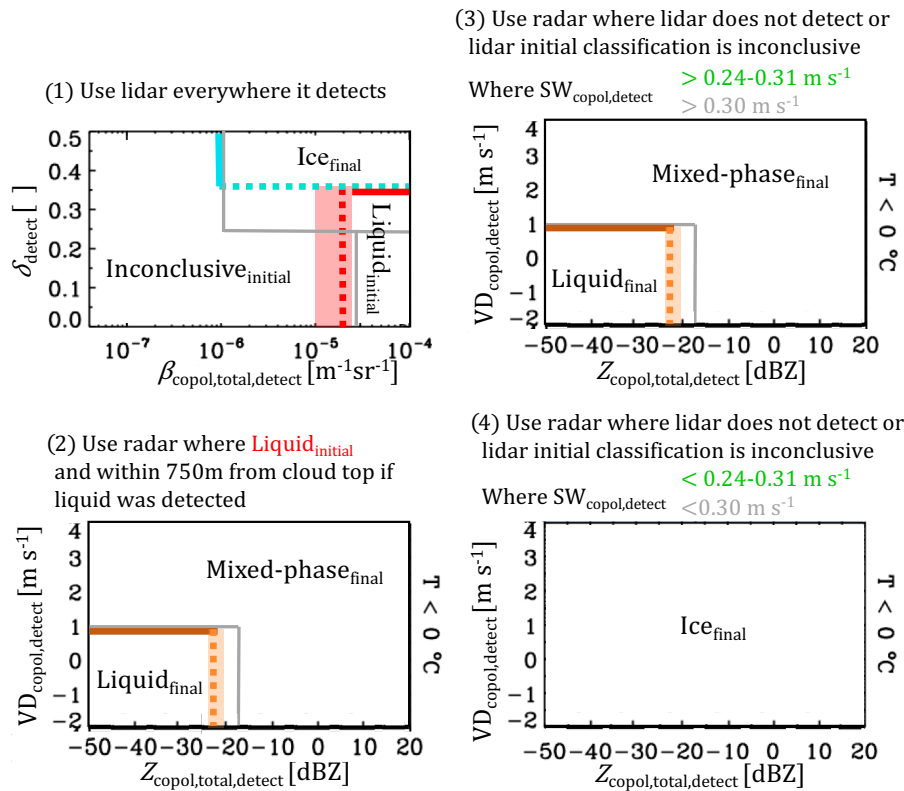 (1) Use lidar everywhere it detects
0.5
0.4
0.3
0.2
0.1
0.0
δdetect [ ]
Icefinal
Liquidinitial
Inconclusiveinitial
10⁻⁷
10⁻⁶
10⁻⁵
10⁻⁴
βcopol,total,detect [m⁻¹sr⁻¹]
(2) Use radar where Liquidinitial
and within 750m from cloud top if
liquid was detected
4
3
2
1
0
-1
-2
VDcopol,detect [m s⁻¹]
Mixed-phasefinal
Liquidfinal
T < 0 °C
-50 -40 -30 -20 -10 0 10 20
Zcopol,total,detect [dBZ]
(3) Use radar where lidar does not detect or
lidar initial classification is inconclusive
Where SWcopol,detect
> 0.24-0.31 m s⁻¹
> 0.30 m s⁻¹
4
3
2
1
0
-1
-2
VDcopol,detect [m s⁻¹]
Mixed-phasefinal
Liquidfinal
T < 0 °C
-50 -40 -30 -20 -10 0 10 20
Zcopol,total,detect [dBZ]
(4) Use radar where lidar does not detect or
lidar initial classification is inconclusive
Where SWcopol,detect
< 0.24-0.31 m s⁻¹
<0.30 m s⁻¹
4
3
2
1
0
-1
-2
VDcopol,detect [m s⁻¹]
Icefinal
T < 0 °C
-50 -40 -30 -20 -10 0 10 20
Zcopol,total,detect [dBZ]